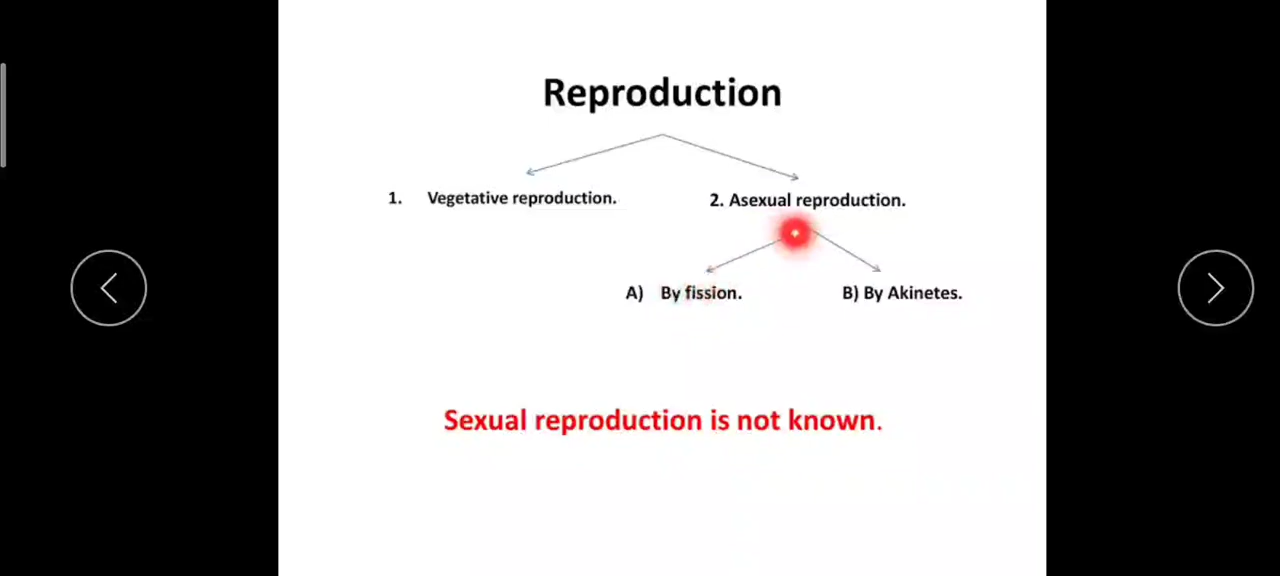 Reproduction
1. Vegetative reproduction.
2. Asexual reproduction.
A) By fission.
B) By Akinetes.
Sexual reproduction is not known.